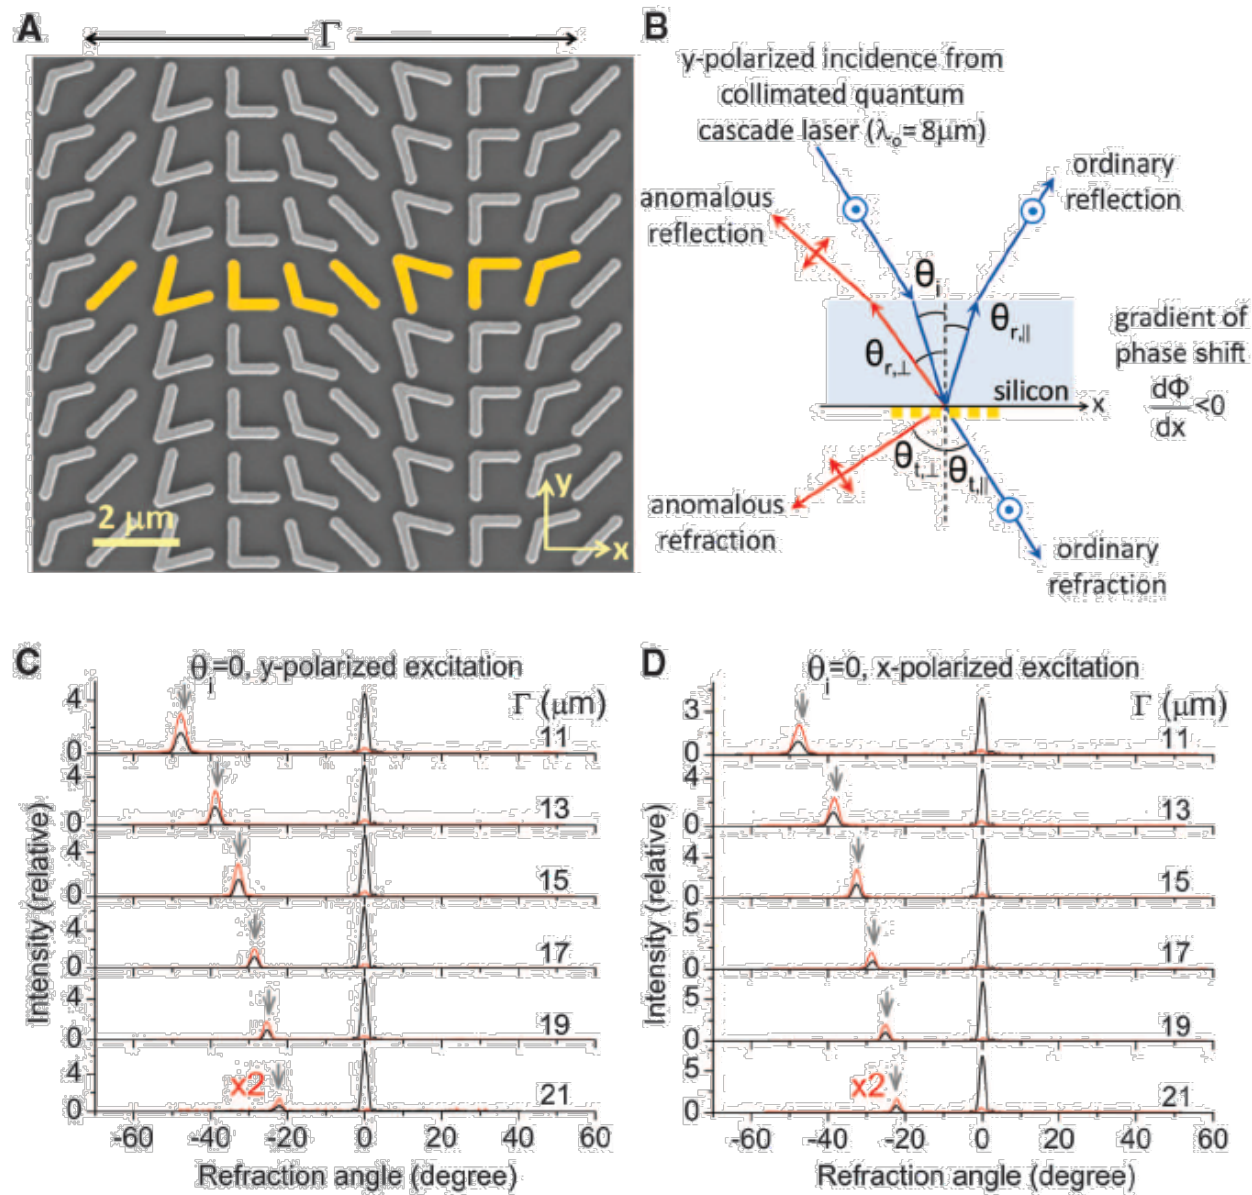 A
Γ
2 μm
y
x
B
y-polarized incidence from
collimated quantum
cascade laser (λo=8μm)
ordinary
reflection
anomalous
reflection
θi
θr,||
θr,⊥
silicon
x
gradient of
phase shift
dΦ
dx
<0
θt,⊥
θt,||
anomalous
refraction
ordinary
refraction
C
θi=0, y-polarized excitation
Γ (μm)
4
0
11
4
0
13
4
0
15
4
0
17
4
0
19
4
0
x2
21
-60 -40 -20 0 20 40 60
Refraction angle (degree)
Intensity (relative)
D
θi=0, x-polarized excitation
Γ (μm)
3
0
11
4
0
13
4
0
15
5
0
17
5
0
19
5
0
x2
21
-60 -40 -20 0 20 40 60
Refraction angle (degree)
Intensity (relative)